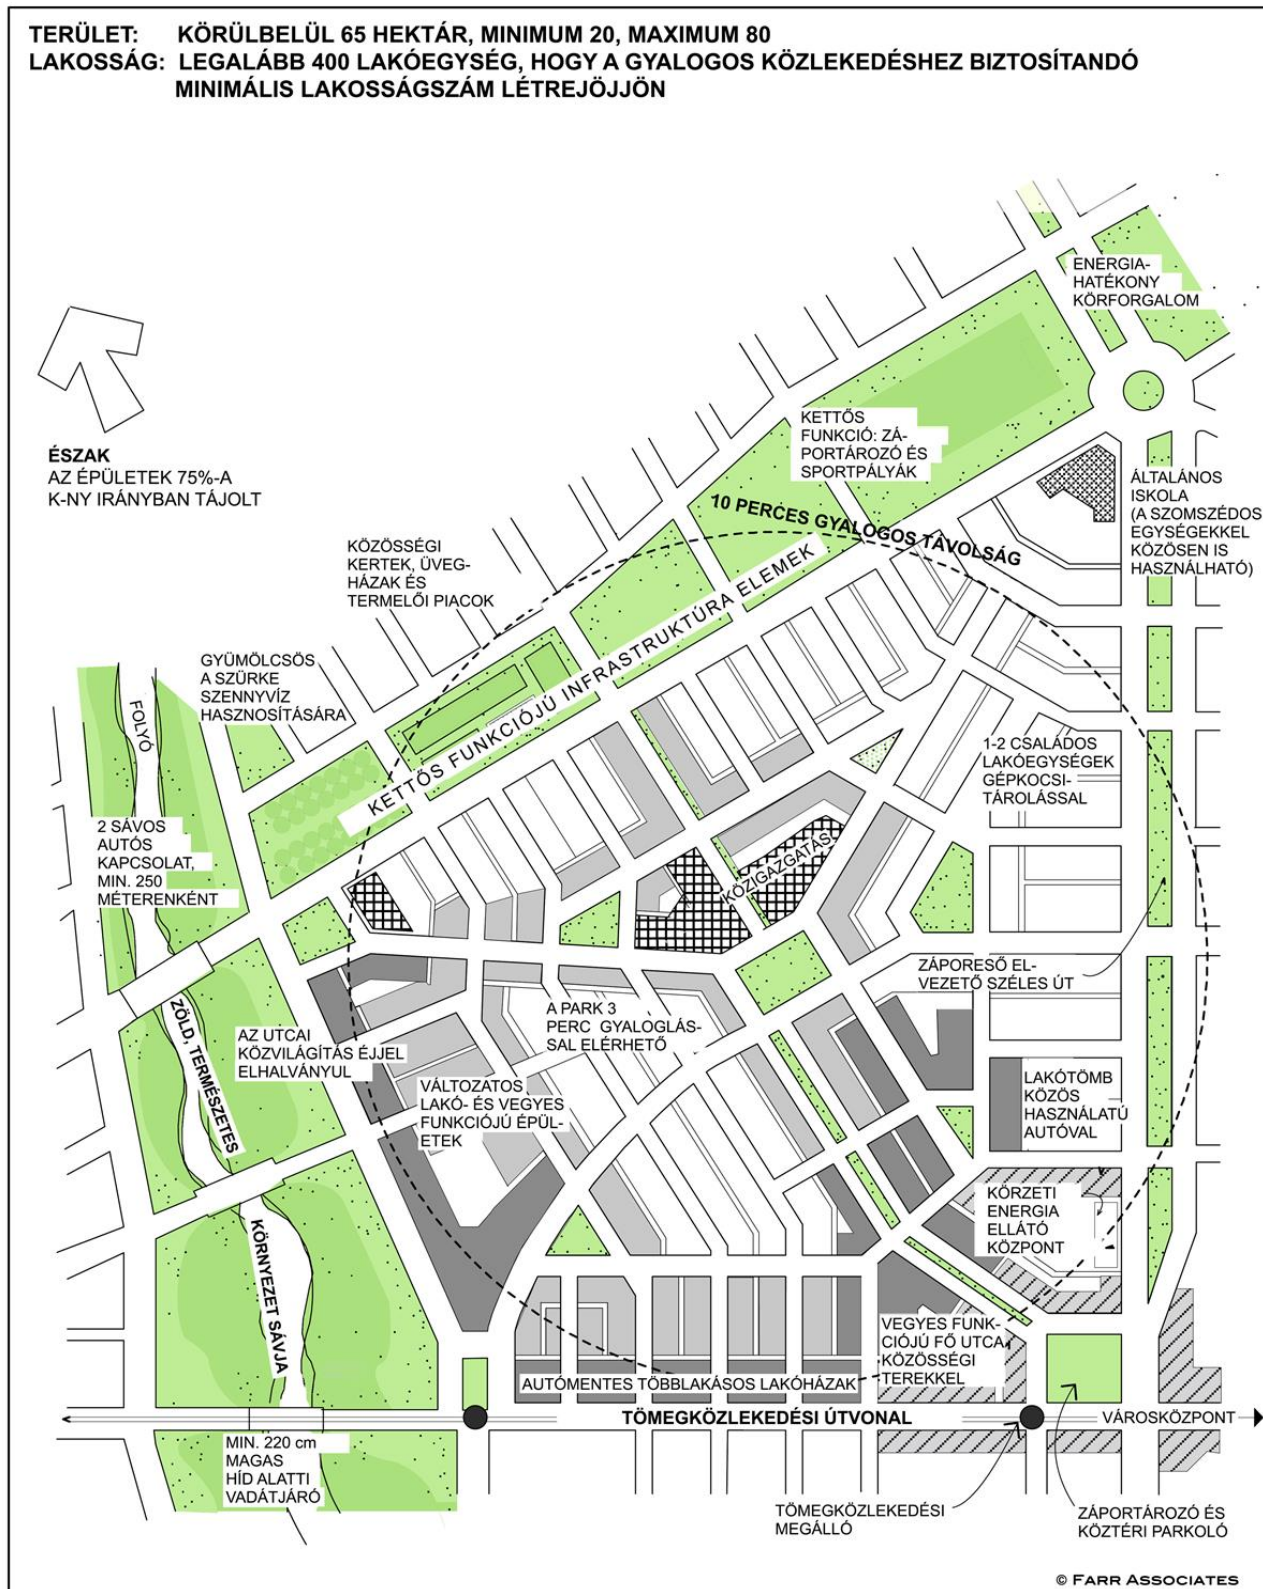 TERÜLET: KÖRÜLBELÜL 65 HEKTÁR, MINIMUM 20, MAXIMUM 80
LAKOSSÁG: LEGALÁBB 400 LAKÓEGYSÉG, HOGY A GYALOGOS KÖZLEKEDÉSHEZ BIZTOSÍTANDÓ
MINIMÁLIS LAKOSSÁGSZÁM LÉTREJÖJJÖN
ENERGIA-
HATÉKONY
KÖRFORGALOM
ÉSZAK
AZ ÉPÜLETEK 75%-A
K-NY IRÁNYBAN TÁJOLT
KETTŐS
FUNKCIÓ: ZÁ-
PORTÁROZÓ ÉS
SPORTPÁLYÁK
10 PERCES GYALOGOS TÁVOLSÁG
ÁLTALÁNOS
ISKOLA
(A SZOMSZÉDOS
EGYSÉGEKKEL
KÖZÖSEN IS
HASZNÁLHATÓ)
KÖZÖSSÉGI
KERTEK, ÜVEG-
HÁZAK ÉS
TERMELŐI PIACOK
KETTŐS FUNKCIÓJÚ INFRASTRUKTÚRA ELEMEK
GYÜMÖLCSÖS
A SZÜRKE
SZENNYVÍZ
HASZNOSÍTÁSÁRA
FOLYÓ
1-2 CSALÁDOS
LAKÓEGYSÉGEK
GÉPKOCSI-
TÁROLÁSSAL
2 SÁVOS
AUTÓS
KAPCSOLAT,
MIN. 250
MÉTERENKÉNT
KÖZIGAZGATÁS
ZÁPORESŐ EL-
VEZETŐ SZÉLES ÚT
ZÖLD, TERMÉSZETES
KÖRNYEZET SÁVJA
A PARK 3
PERC GYALOGLÁS-
SAL ELÉRHETŐ
AZ UTCAI
KÖZVILÁGÍTÁS ÉJJEL
ELHALVÁNYUL
VÁLTOZATOS
LAKÓ- ÉS VEGYES
FUNKCIÓJÚ ÉPÜL-
ETEK
LAKÓTÖMB
KÖZÖS
HASZNÁLATÚ
AUTÓVAL
KÖRZETI
ENERGIA
ELLÁTÓ
KÖZPONT
VEGYES FUNK-
CIÓJÚ FŐ UTCA
KÖZÖSSÉGI
TEREKKEL
AUTÓMENTES TÖBBLAKÁSOS LAKÓHÁZAK
TÖMEGKÖZLEKEDÉSI ÚTVONAL
VÁROSKÖZPONT
MIN. 220 cm
MAGAS
HÍD ALATTI
VADÁTJÁRÓ
TÖMEGKÖZLEKEDÉSI
MEGÁLLÓ
ZÁPORTÁROZÓ ÉS
KÖZTÉRI PARKOLÓ
© FARR ASSOCIATES